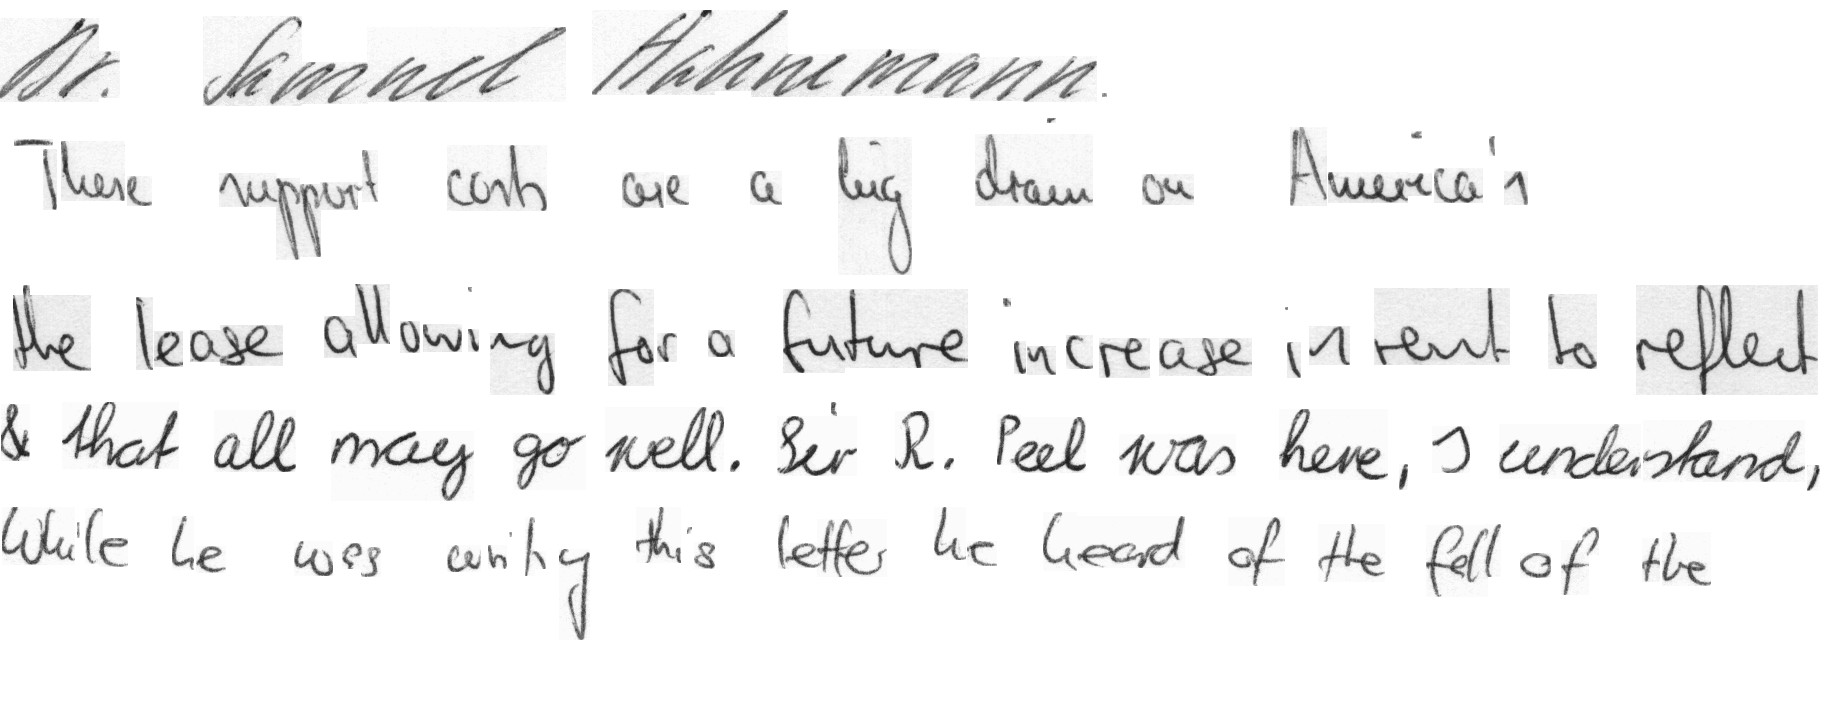 Dr. Samuel Hahnemann.
These support costs are a big drain on America's
the lease allowing for a future increase in rent to reflect
& that all may go well. Sir R. Peel was here, I understand,
While he was writing this letter he heard of the fall of the